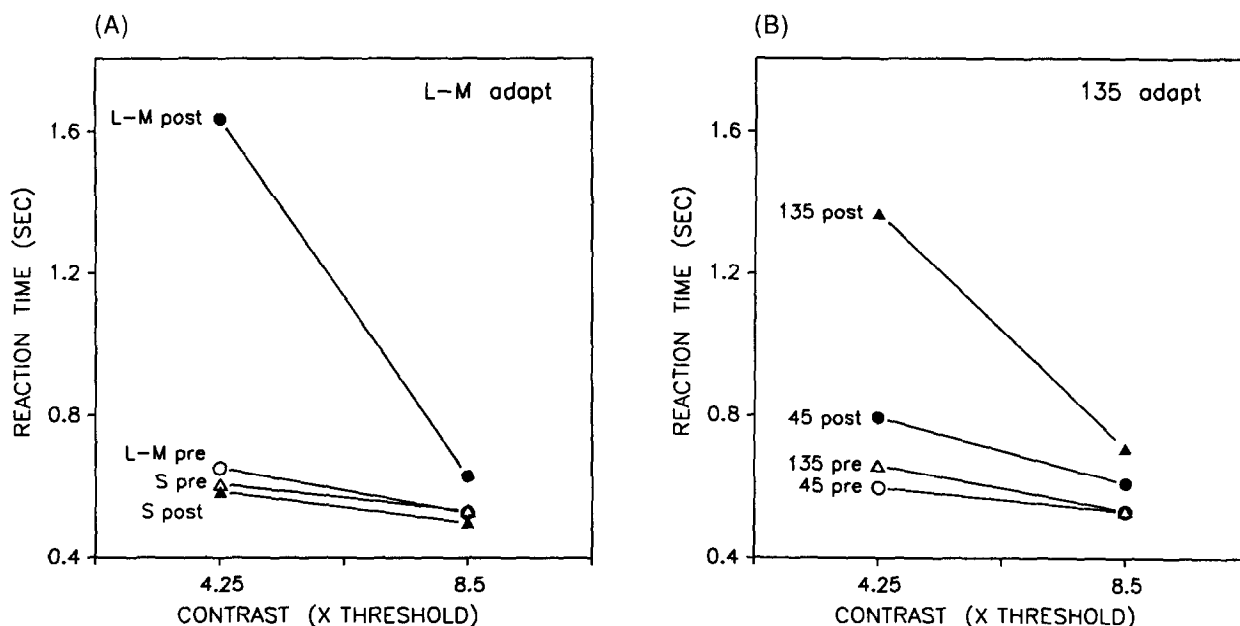 (A)
L-M adapt
REACTION TIME (SEC)
1.6
1.2
0.8
0.4
L-M post
L-M pre
S pre
S post
4.25
8.5
CONTRAST (X THRESHOLD)
(B)
135 adapt
REACTION TIME (SEC)
1.6
1.2
0.8
0.4
135 post
45 post
135 pre
45 pre
4.25
8.5
CONTRAST (X THRESHOLD)